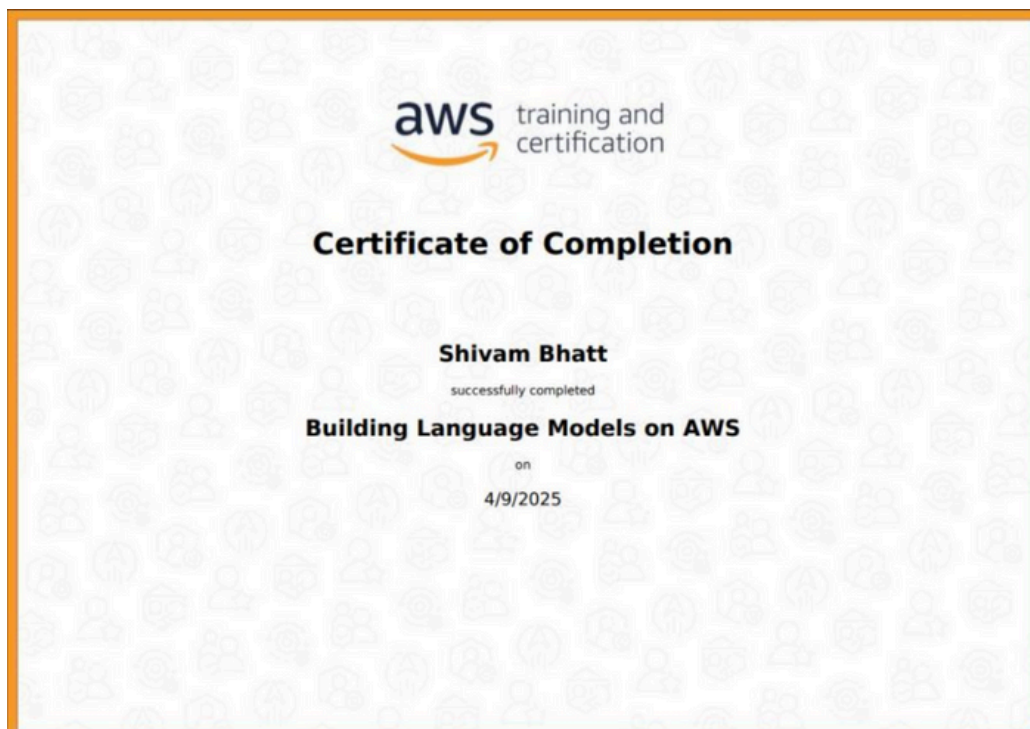 aws training and
certification
Certificate of Completion
Shivam Bhatt
successfully completed
Building Language Models on AWS
on
4/9/2025